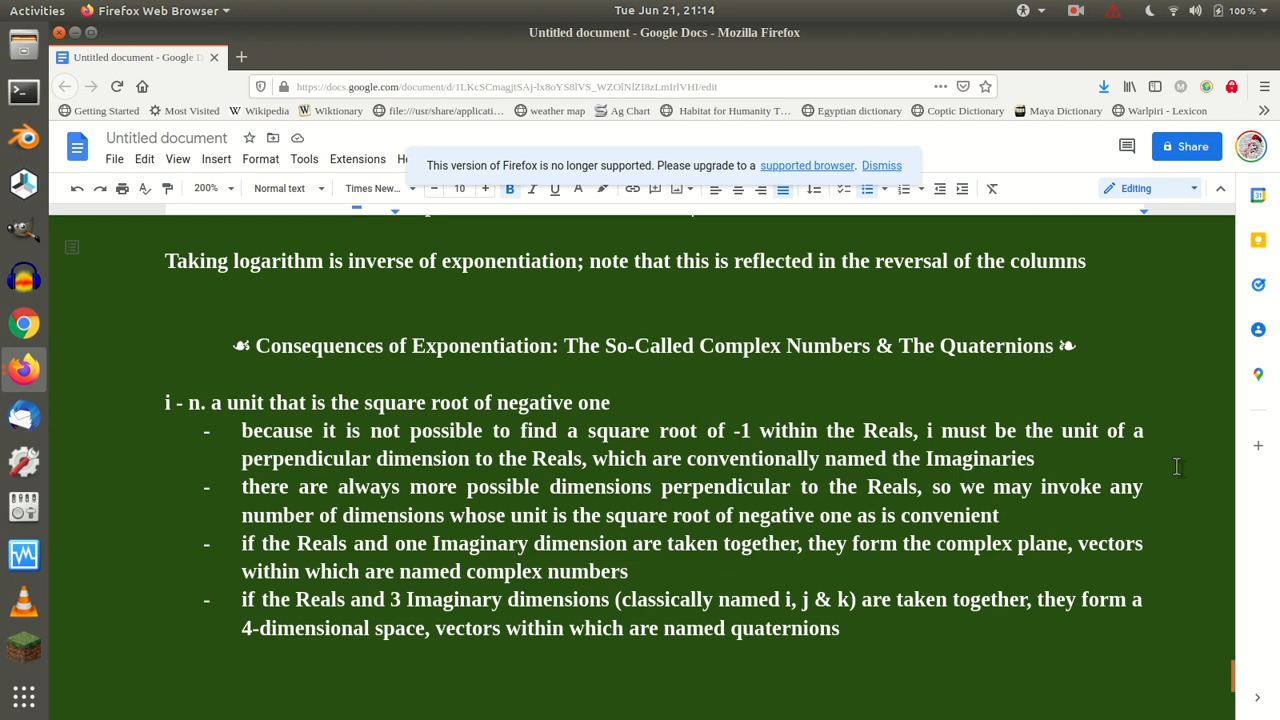 Activities
Firefox Web Browser
Tue Jun 21, 21:14
100 %
Untitled document - Google Docs - Mozilla Firefox
Untitled document - Google D
https://docs.google.com/document/d/
/edit
Getting Started
Most Visited
Wikipedia
Wiktionary
file:///usr/share/applicati…
weather map
Ag Chart
Habitat for Humanity T…
Egyptian dictionary
Coptic Dictionary
Maya Dictionary
Warlpiri - Lexicon
Untitled document
File Edit View Insert Format Tools Extensions
This version of Firefox is no longer supported. Please upgrade to a supported browser. Dismiss
Share
200%
Normal text
Times New...
10
Editing
Taking logarithm is inverse of exponentiation; note that this is reflected in the reversal of the columns
☙ Consequences of Exponentiation: The So-Called Complex Numbers & The Quaternions ❧
i - n. a unit that is the square root of negative one
- because it is not possible to find a square root of -1 within the Reals, i must be the unit of a
perpendicular dimension to the Reals, which are conventionally named the Imaginaries
- there are always more possible dimensions perpendicular to the Reals, so we may invoke any
number of dimensions whose unit is the square root of negative one as is convenient
- if the Reals and one Imaginary dimension are taken together, they form the complex plane, vectors
within which are named complex numbers
- if the Reals and 3 Imaginary dimensions (classically named i, j & k) are taken together, they form a
4-dimensional space, vectors within which are named quaternions